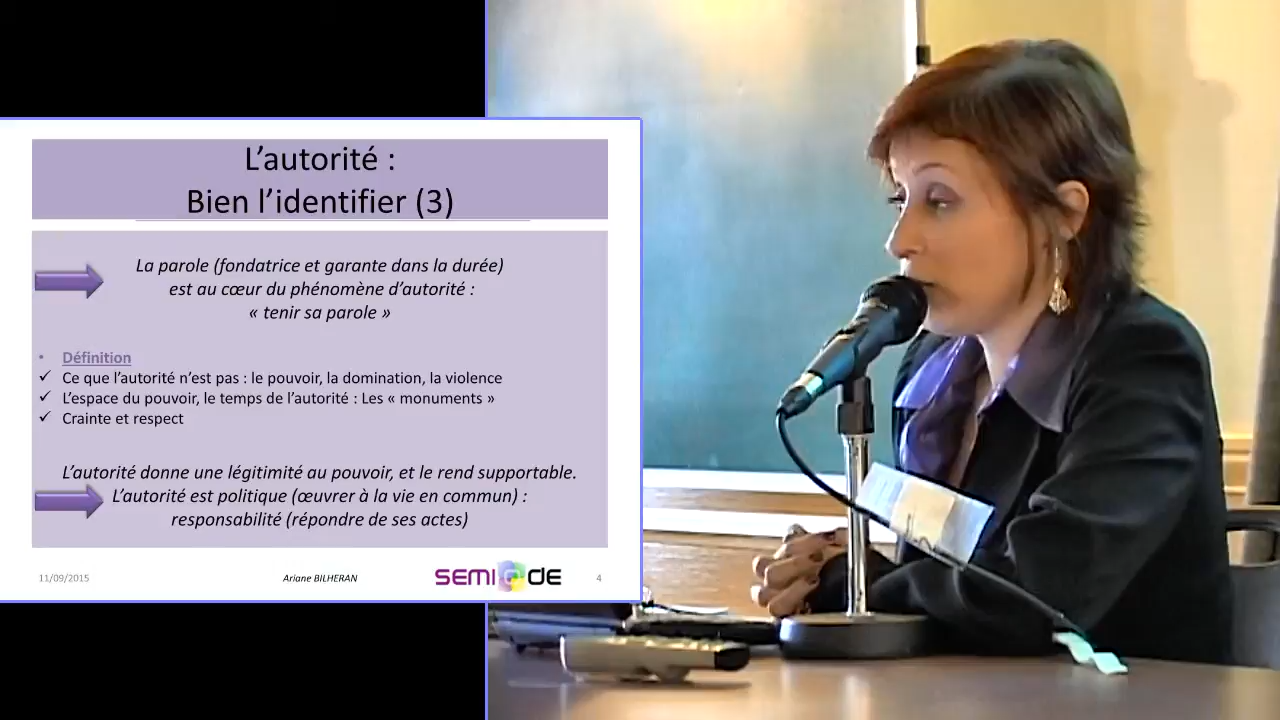 L’autorité :
Bien l’identifier (3)
La parole (fondatrice et garante dans la durée)
est au cœur du phénomène d’autorité :
« tenir sa parole »
• Définition
✓ Ce que l’autorité n’est pas : le pouvoir, la domination, la violence
✓ L’espace du pouvoir, le temps de l’autorité : Les « monuments »
✓ Crainte et respect
L’autorité donne une légitimité au pouvoir, et le rend supportable.
L’autorité est politique (œuvrer à la vie en commun) :
responsabilité (répondre de ses actes)
11/09/2015 Ariane BILHERAN SEMIODE 4